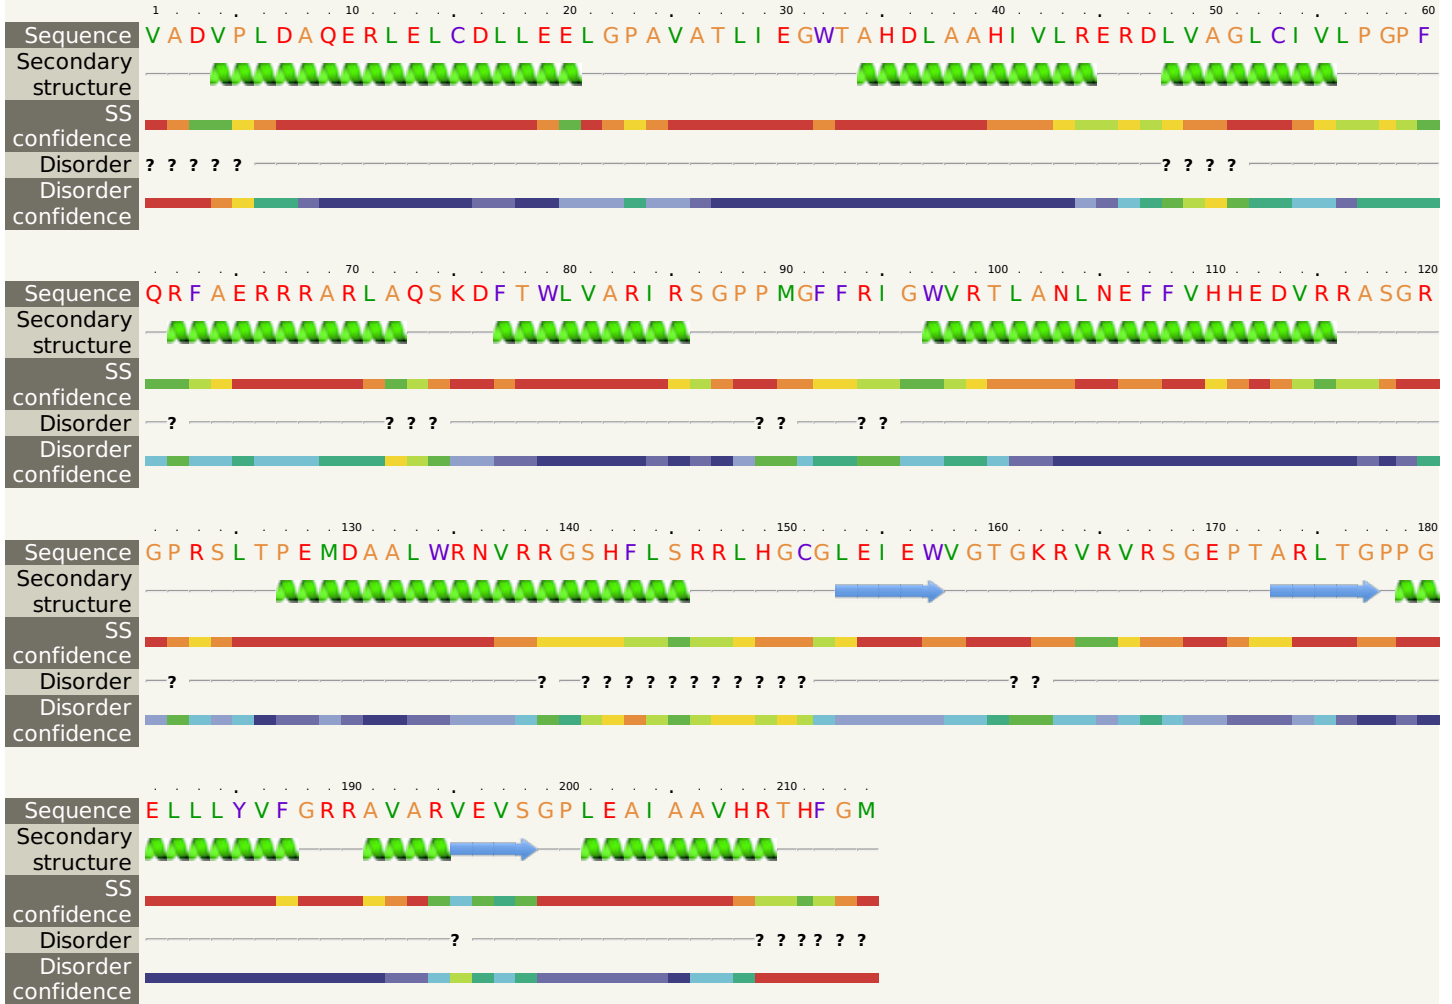 1 10 20 30 40 50 60
Sequence V A D V P L D A Q E R L E L C D L L E E L G P A V A T L I E G W T A H D L A A H I V L R E R D L V A G L C I V L P G P F
Secondary
structure
SS
confidence
Disorder ? ? ? ? ? ? ? ? ?
Disorder
confidence
70 80 90 100 110 120
Sequence Q R F A E R R R A R L A Q S K D F T W L V A R I R S G P P M G F F R I G W V R T L A N L N E F F V H H E D V R R A S G R
Secondary
structure
SS
confidence
Disorder ? ? ? ? ? ? ? ?
Disorder
confidence
130 140 150 160 170 180
Sequence G P R S L T P E M D A A L W R N V R R G S H F L S R R L H G C G L E I E W V G T G K R V R V R S G E P T A R L T G P P G
Secondary
structure
SS
confidence
Disorder ? ? ? ? ? ? ? ? ? ? ? ? ? ? ?
Disorder
confidence
190 200 210
Sequence E L L L Y V F G R R A V A R V E V S G P L E A I A A V H R T H F G M
Secondary
structure
SS
confidence
Disorder ? ? ? ? ? ? ?
Disorder
confidence